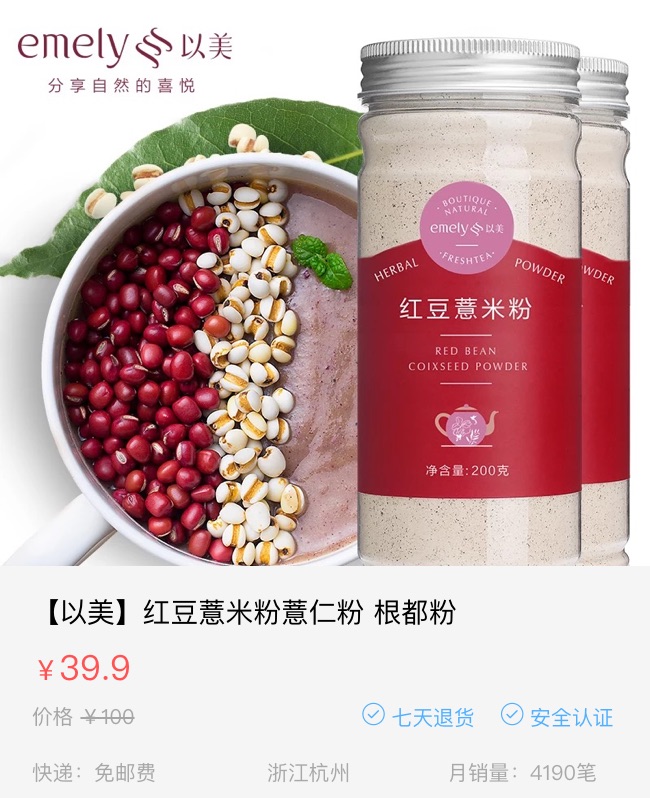 emely 以美
分享自然的喜悦
BOUTIQUE
NATURAL
emely 以美
FRESHTEA
HERBAL POWDER
WDER
红豆薏米粉
RED BEAN
COIXSEED POWDER
净含量:200克
【以美】红豆薏米粉薏仁粉 根都粉
￥39.9
价格 ￥100 七天退货 安全认证
快递：免邮费 浙江杭州 月销量：4190笔